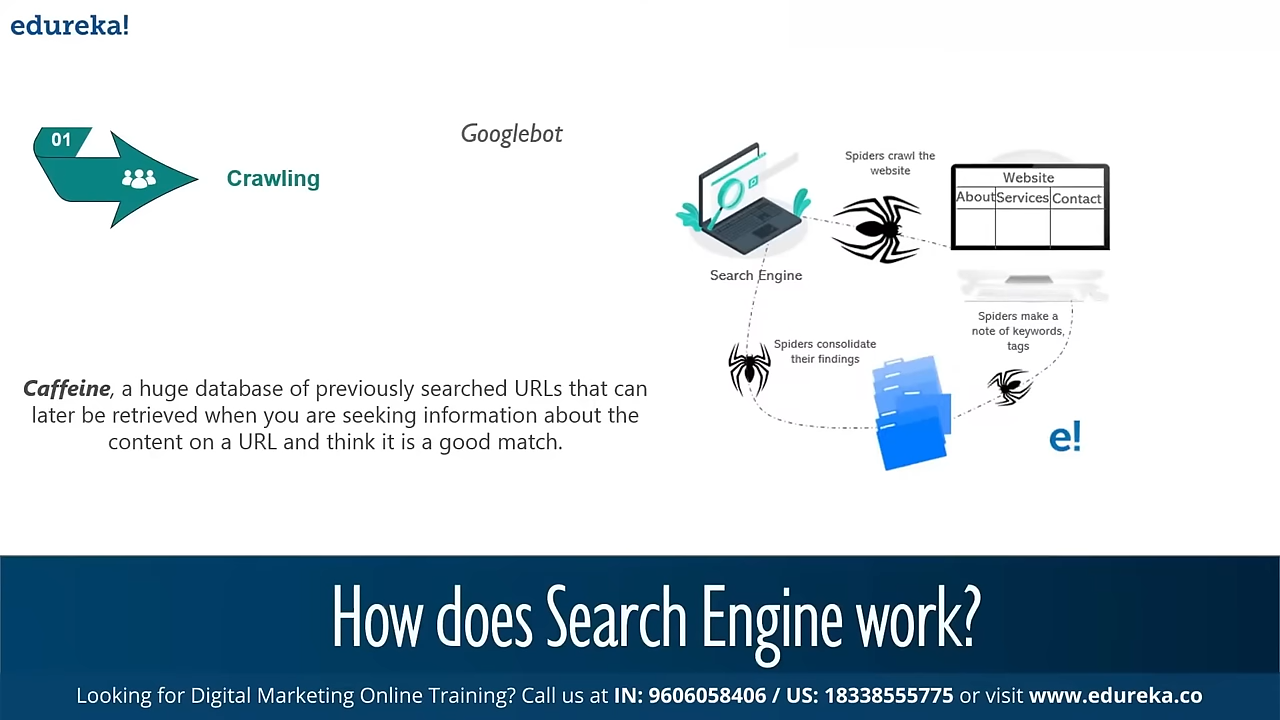 edureka!
01
Crawling
Googlebot
Spiders crawl the
website
Website
About Services Contact
Search Engine
Spiders make a
note of keywords,
tags
Spiders consolidate
their findings
Caffeine, a huge database of previously searched URLs that can
later be retrieved when you are seeking information about the
content on a URL and think it is a good match.
e!
How does Search Engine work?
Looking for Digital Marketing Online Training? Call us at IN: 9606058406 / US: 18338555775 or visit www.edureka.co